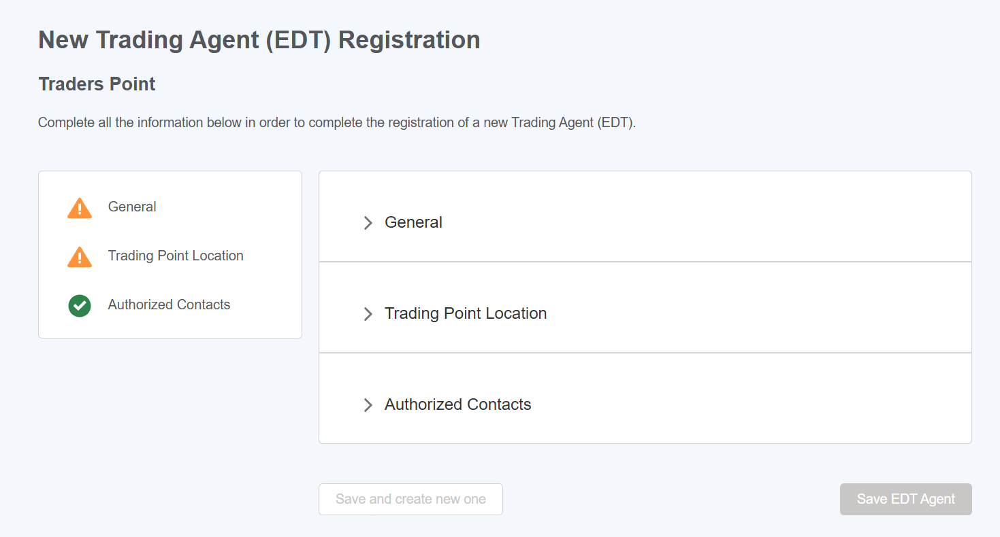 New Trading Agent (EDT) Registration
Traders Point
Complete all the information below in order to complete the registration of a new Trading Agent (EDT).
General
Trading Point Location
Authorized Contacts
General
Trading Point Location
Authorized Contacts
Save and create new one
Save EDT Agent